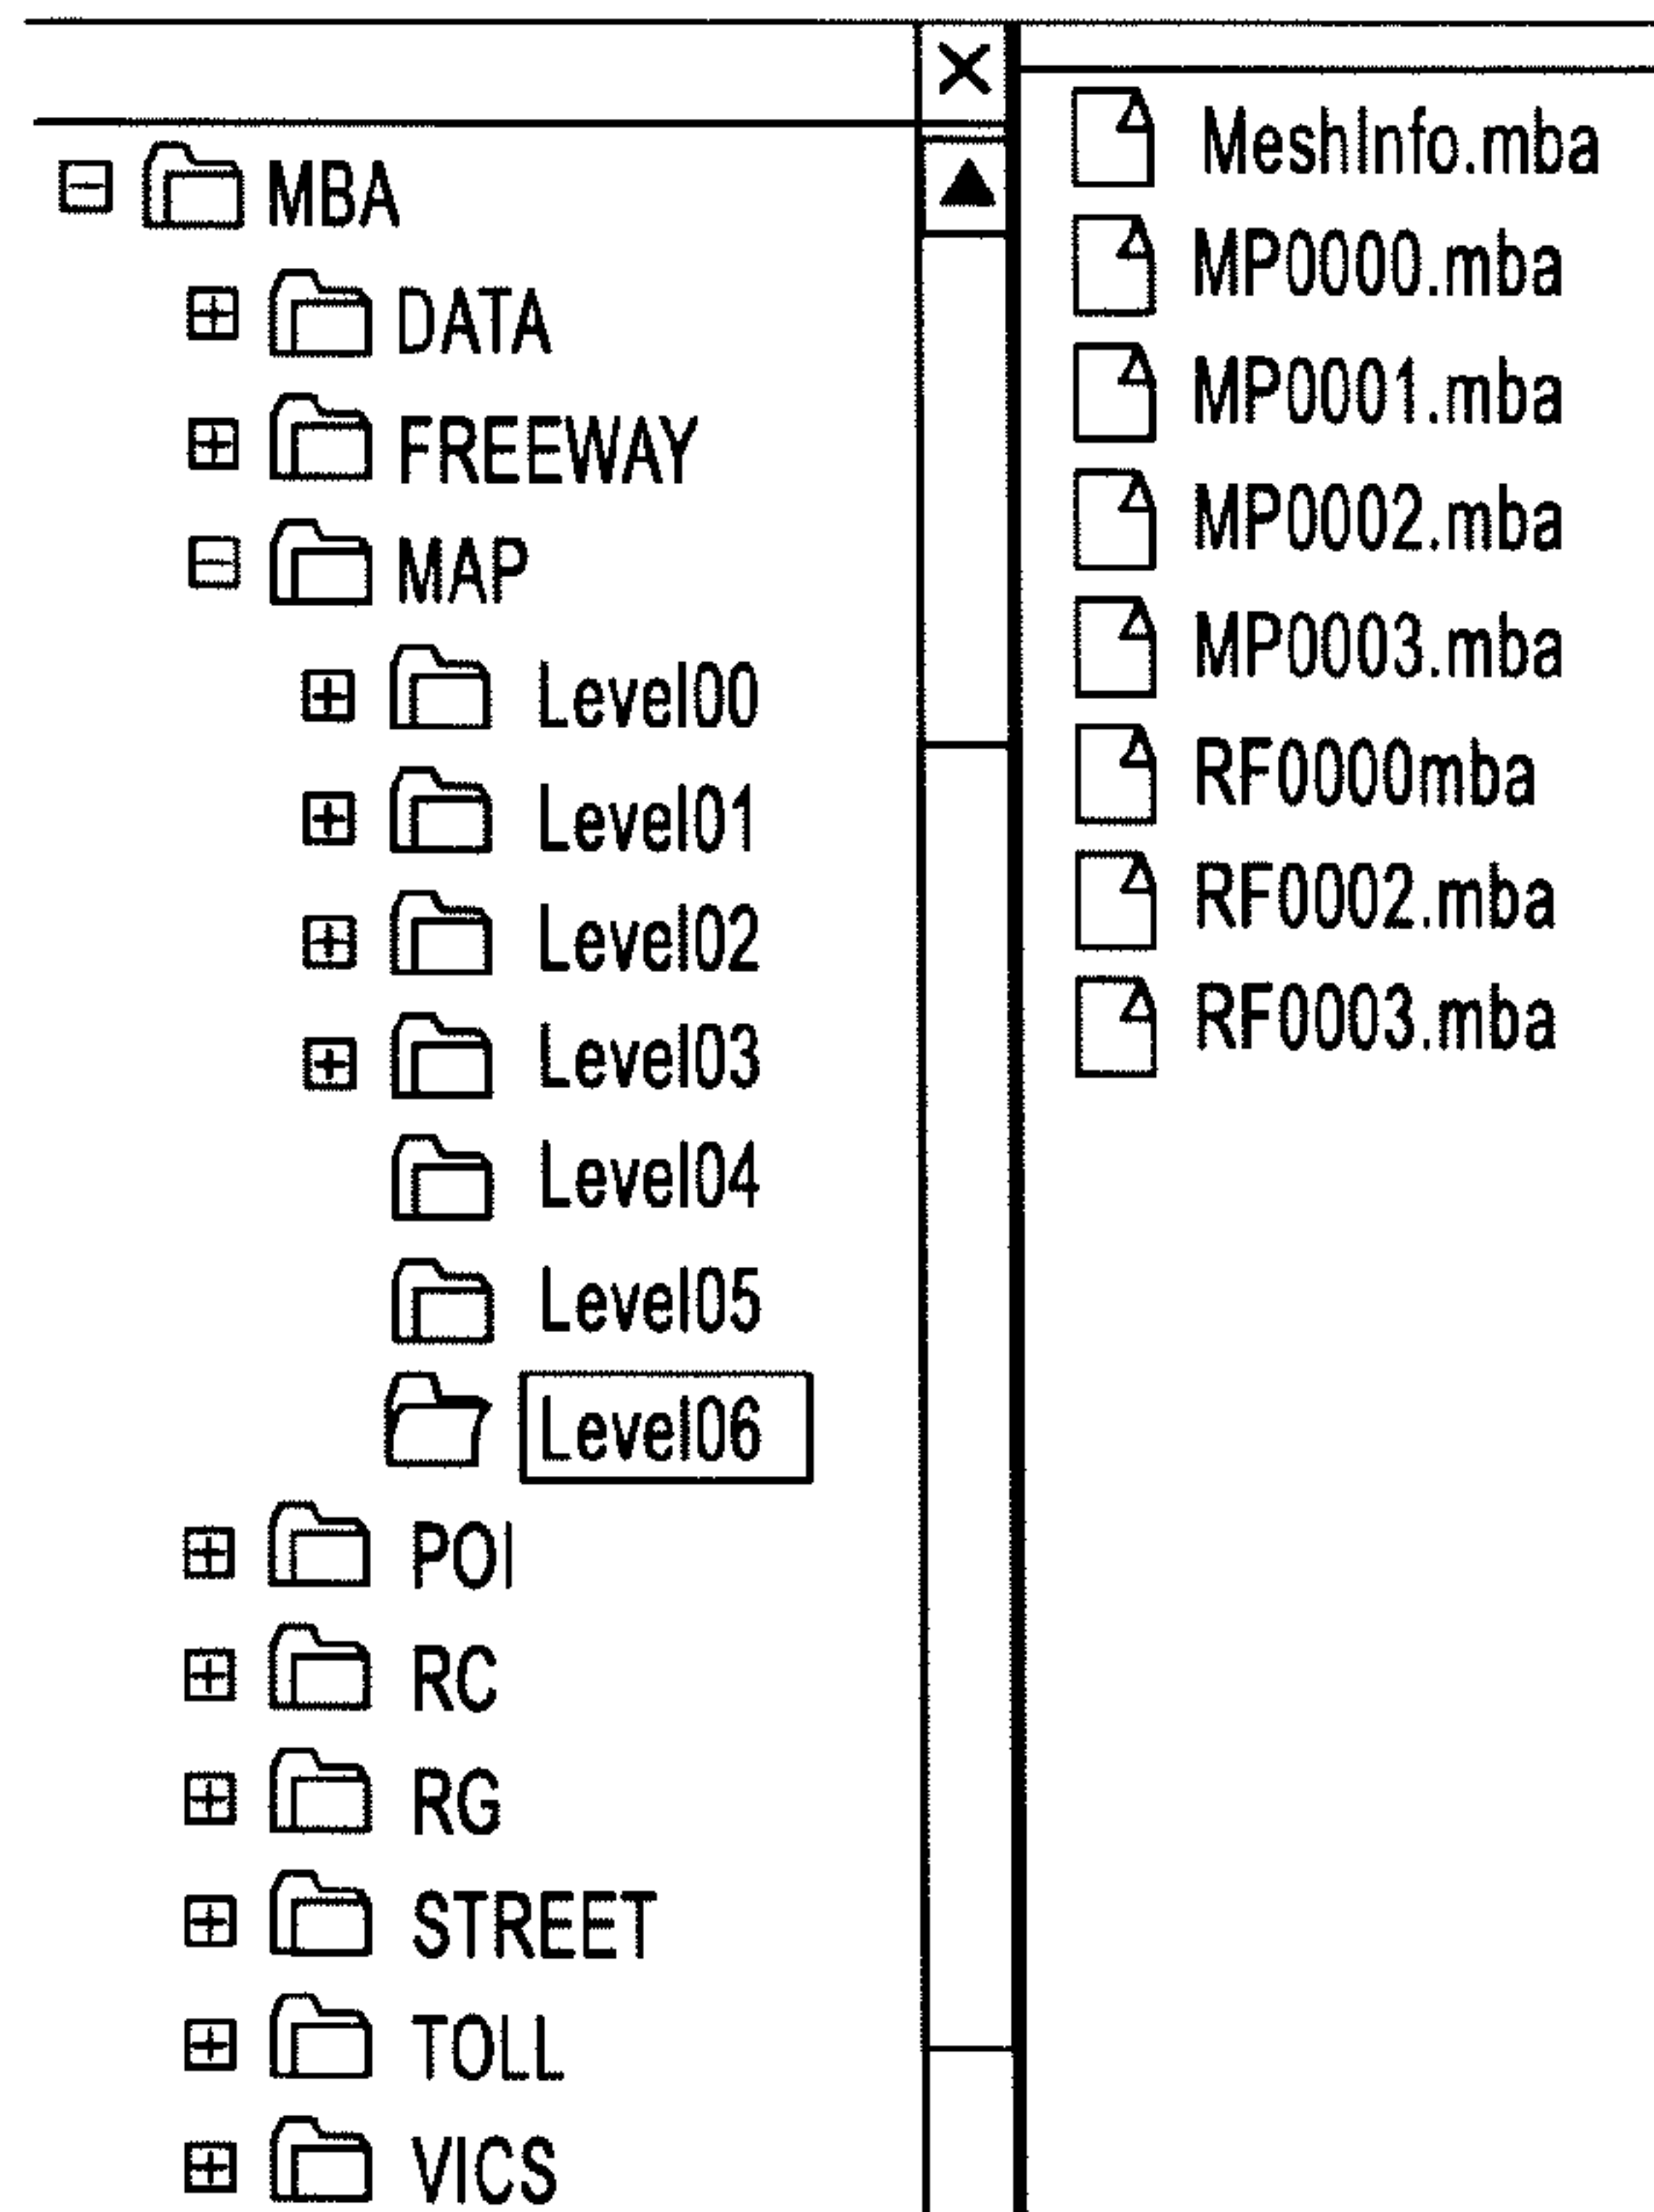 MBA
DATA
FREEWAY
MAP
Level00
Level01
Level02
Level03
Level04
Level05
Level06
POI
RC
RG
STREET
TOLL
VICS
MeshInfo.mba
MP0000.mba
MP0001.mba
MP0002.mba
MP0003.mba
RF0000mba
RF0002.mba
RF0003.mba